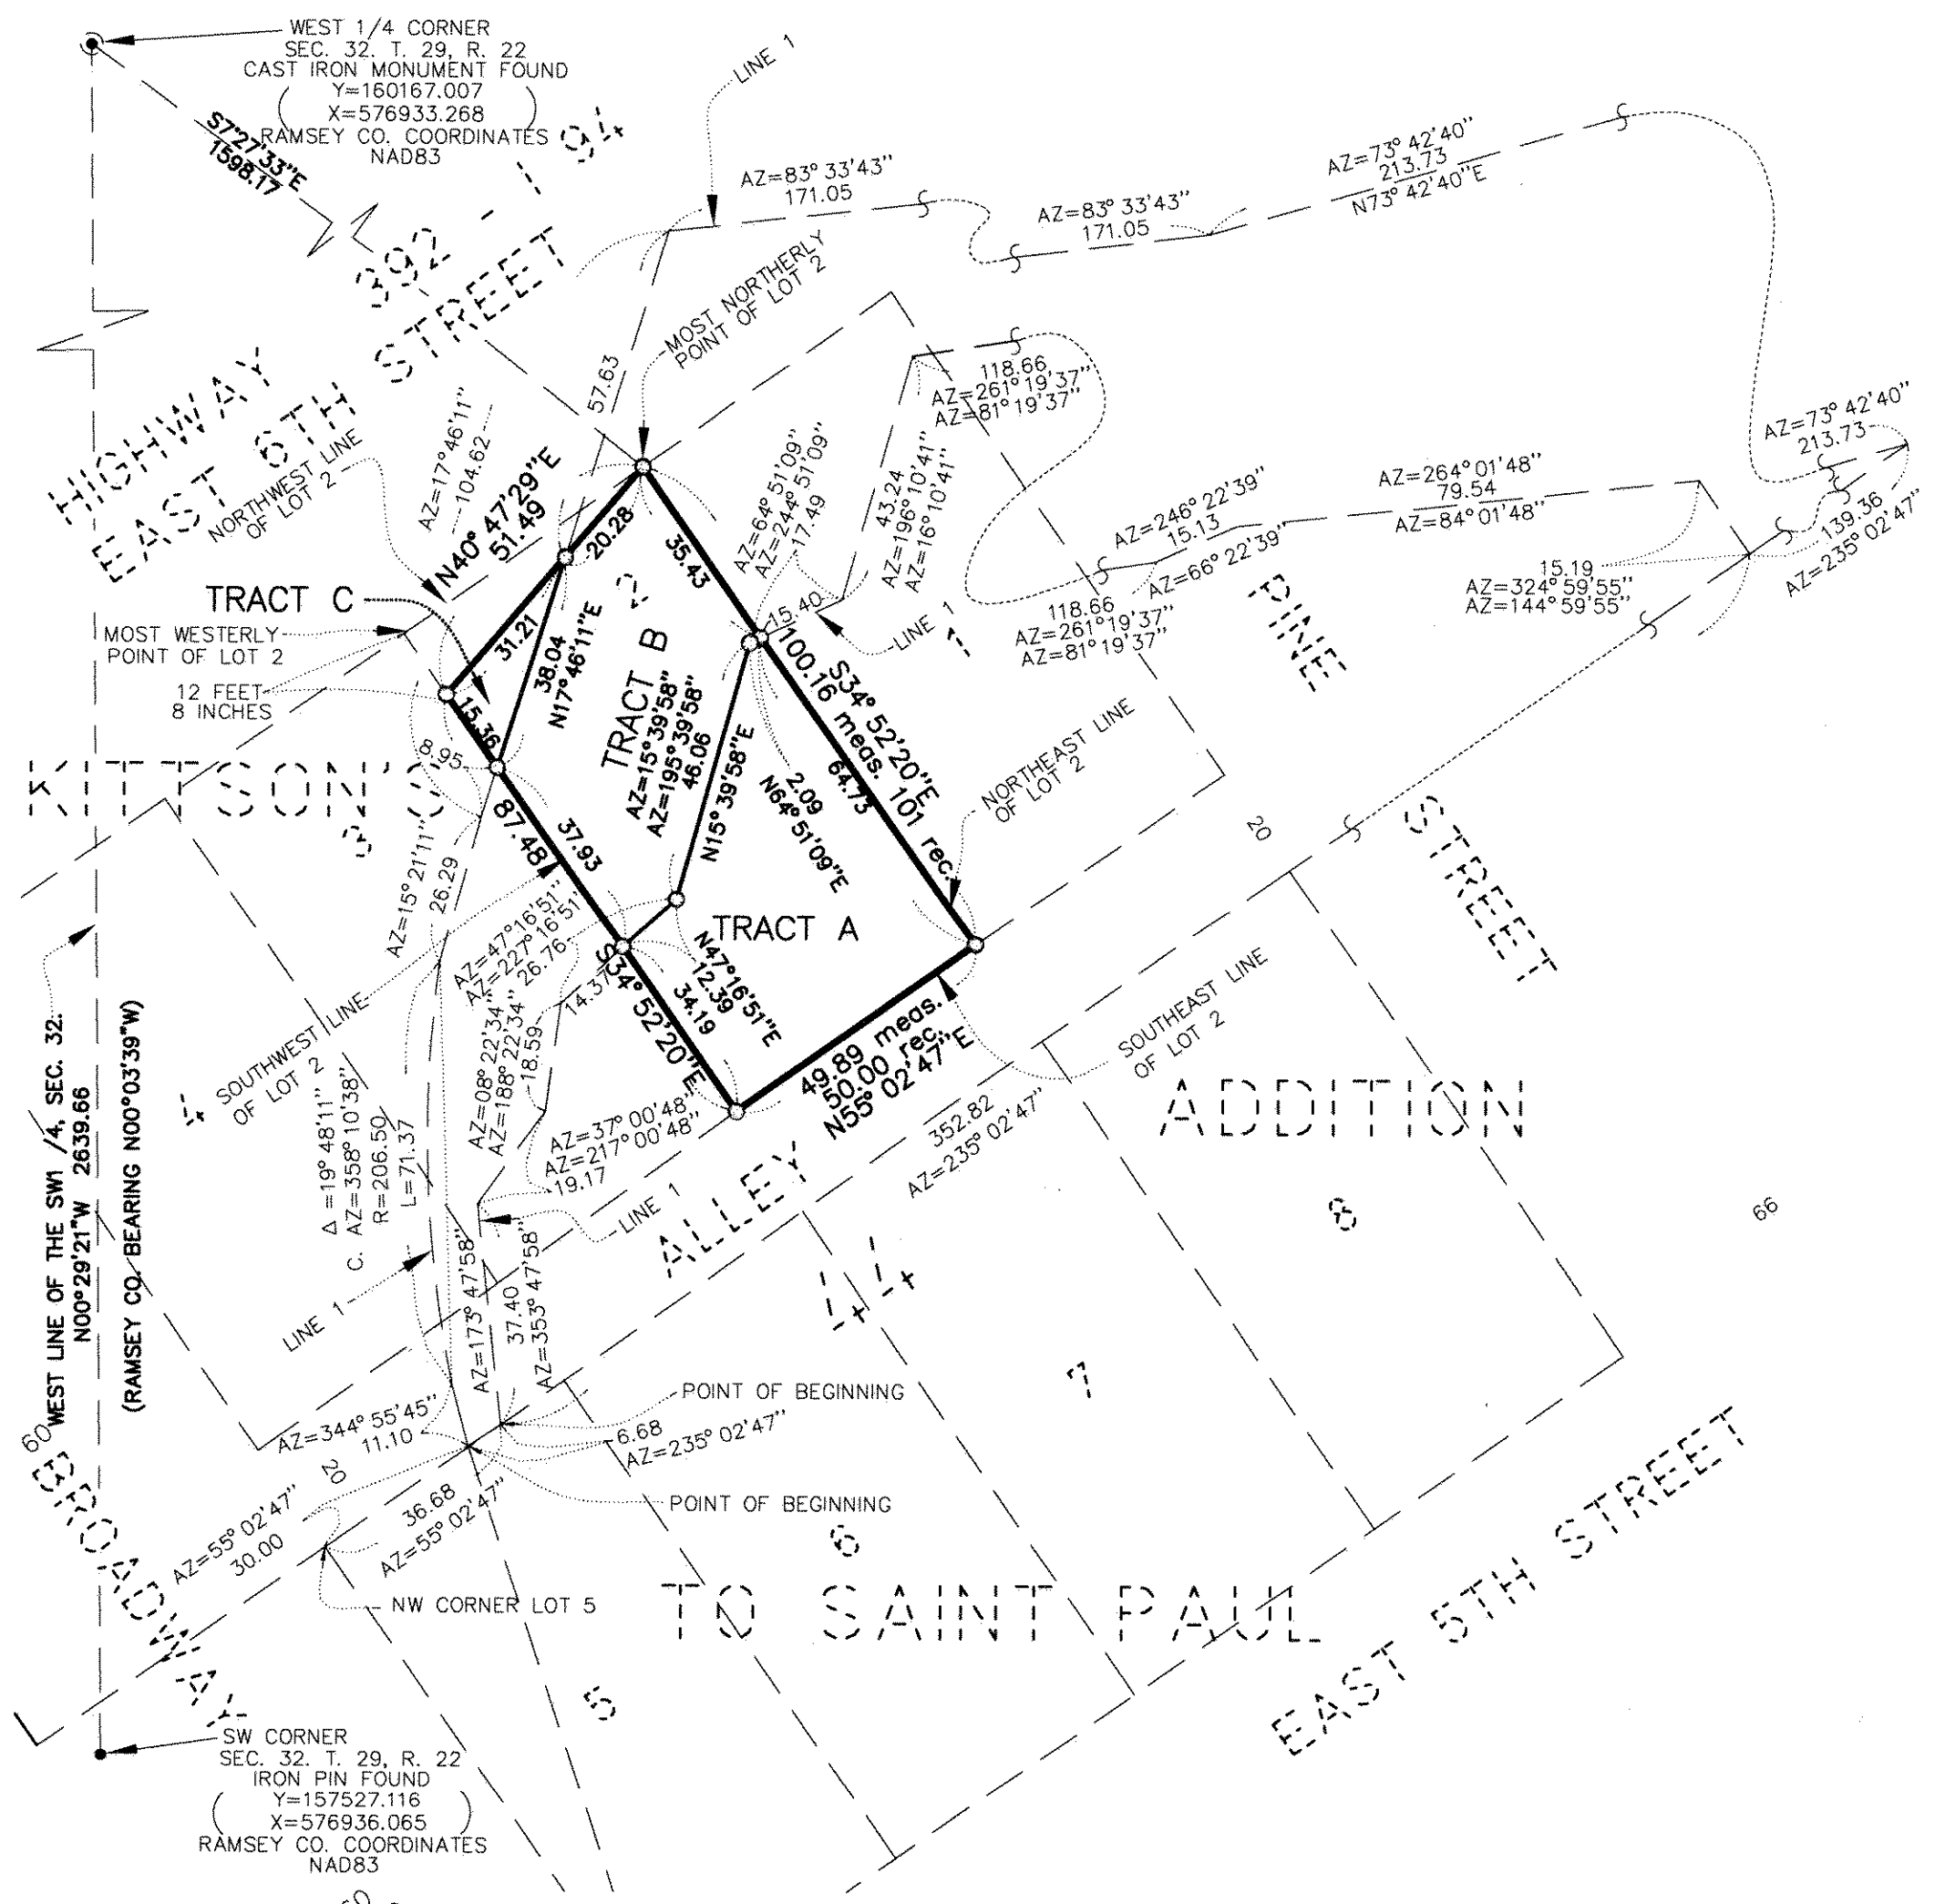 WEST 1/4 CORNER
SEC. 32. T. 29, R. 22
CAST IRON MONUMENT FOUND
Y=160167.007
X=576933.268
RAMSEY CO. COORDINATES
NAD83
S7°27'33"E
1598.17
LINE 1
AZ=83° 33'43"
171.05
AZ=83° 33'43"
171.05
AZ=73° 42'40"
213.73
N73° 42'40"E
392 - I 94
HIGHWAY
EAST 6TH STREET
MOST NORTHERLY
POINT OF LOT 2
57.63
NORTHWEST LINE
OF LOT 2
AZ=17°46'11"
104.62
N40° 47'29"E
51.49
20.28
31.21
118.66
AZ=261° 19'37"
AZ=81° 19'37"
AZ=64° 51'09"
AZ=244° 51'09"
17.49
43.24
AZ=196° 10'41"
AZ=16° 10'41"
AZ=246° 22'39"
15.13
AZ=66° 22'39"
AZ=264° 01'48"
79.54
AZ=84° 01'48"
AZ=73° 42'40"
213.73
139.36
AZ=235° 02'47"
15.19
AZ=324° 59'55"
AZ=144° 59'55"
118.66
AZ=261° 19'37"
AZ=81° 19'37"
TRACT C
MOST WESTERLY
POINT OF LOT 2
12 FEET
8 INCHES
35.43
15.40
LINE 1
1
2
38.04
N17° 46'11"E
TRACT B
AZ=15° 39'58"
AZ=195° 39'58"
46.06
N15° 39'58"E
S34° 52'20"E
100.16 meas. 101 rec.
64.73
2.09
N64° 51'09"E
NORTHEAST LINE
OF LOT 2
PINE STREET
20
15.36
8.95
KITTSON'S
3
87.48
37.93
AZ=15° 21'11"
26.29
AZ=47° 16'51"
AZ=227° 16'51"
26.76
TRACT A
N47° 16'51"E
12.39
34.19
S34° 52'20"E
14.37
49.89 meas.
50.00 rec.
N55° 02'47"E
SOUTHEAST LINE
OF LOT 2
SOUTHWEST LINE
OF LOT 2
4
AZ=08° 22'34"
AZ=188° 22'34"
18.59
Δ =19° 48'11"
C. AZ=358° 10'38"
R=206.50
L=71.37
AZ=37° 00'48"
AZ=217° 00'48"
19.17
LINE 1
ALLEY
352.82
AZ=235° 02'47"
ADDITION
8
66
44
WEST LINE OF THE SW1 /4, SEC. 32.
N00° 29'21"W 2639.66
(RAMSEY CO. BEARING N00° 03'39"W)
LINE 1
AZ=173° 47'58"
37.40
AZ=353° 47'58"
7
POINT OF BEGINNING
6.68
AZ=235° 02'47"
AZ=344° 55'45"
11.10
POINT OF BEGINNING
60
BROADWAY
20
AZ=55° 02'47"
30.00
36.68
AZ=55° 02'47"
NW CORNER LOT 5
6
TO SAINT PAUL
5
EAST 5TH STREET
SW CORNER
SEC. 32. T. 29, R. 22
IRON PIN FOUND
Y=157527.116
X=576936.065
RAMSEY CO. COORDINATES
NAD83